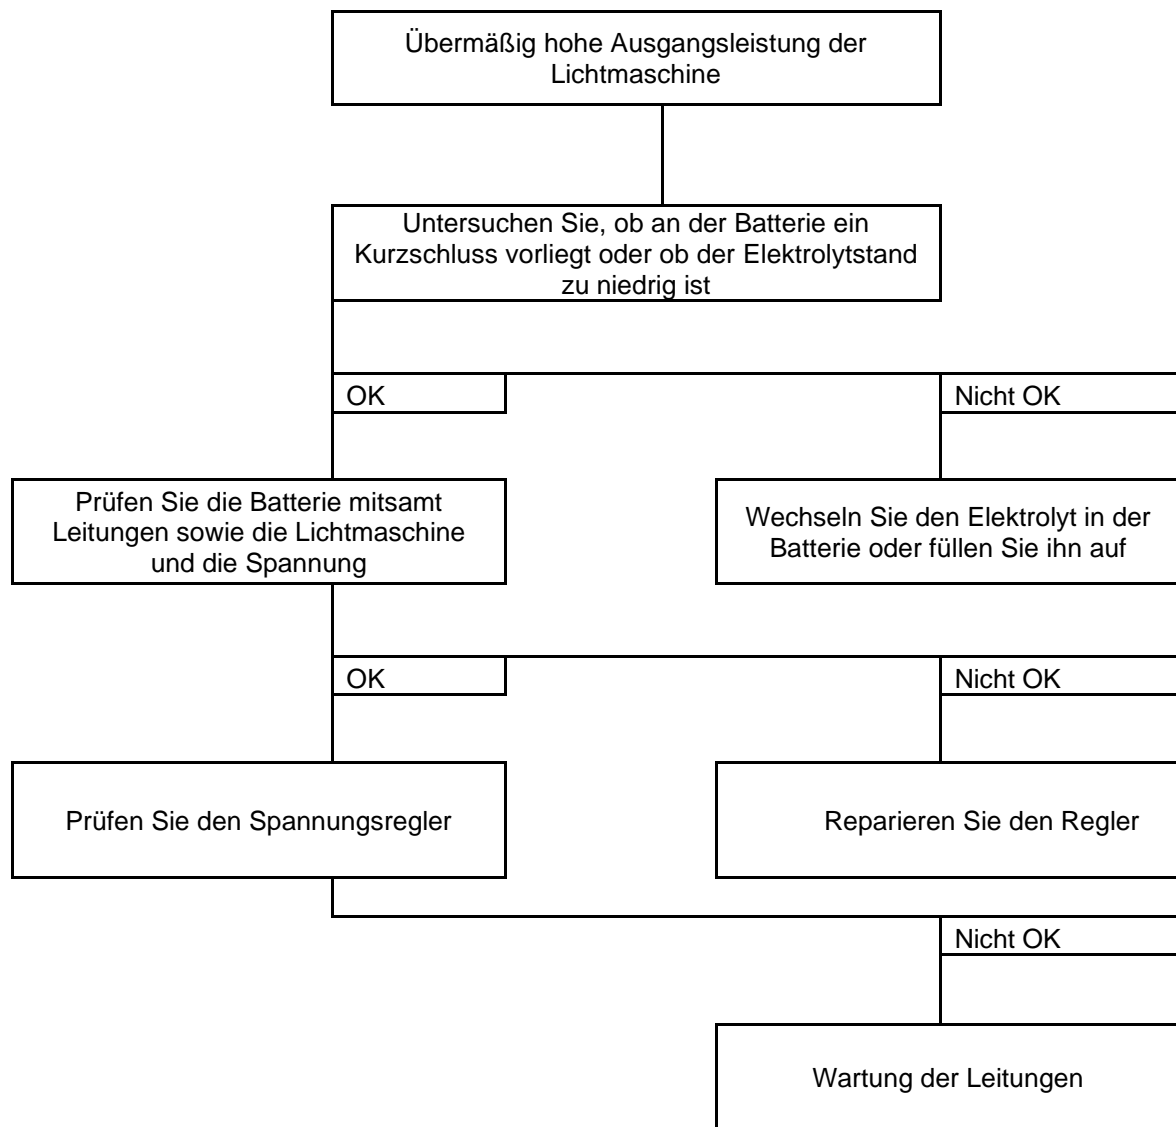 Übermäßig hohe Ausgangsleistung der
Lichtmaschine
Untersuchen Sie, ob an der Batterie ein
Kurzschluss vorliegt oder ob der Elektrolytstand
zu niedrig ist
OK
Nicht OK
Prüfen Sie die Batterie mitsamt
Leitungen sowie die Lichtmaschine
und die Spannung
Wechseln Sie den Elektrolyt in der
Batterie oder füllen Sie ihn auf
OK
Nicht OK
Prüfen Sie den Spannungsregler
Reparieren Sie den Regler
Nicht OK
Wartung der Leitungen